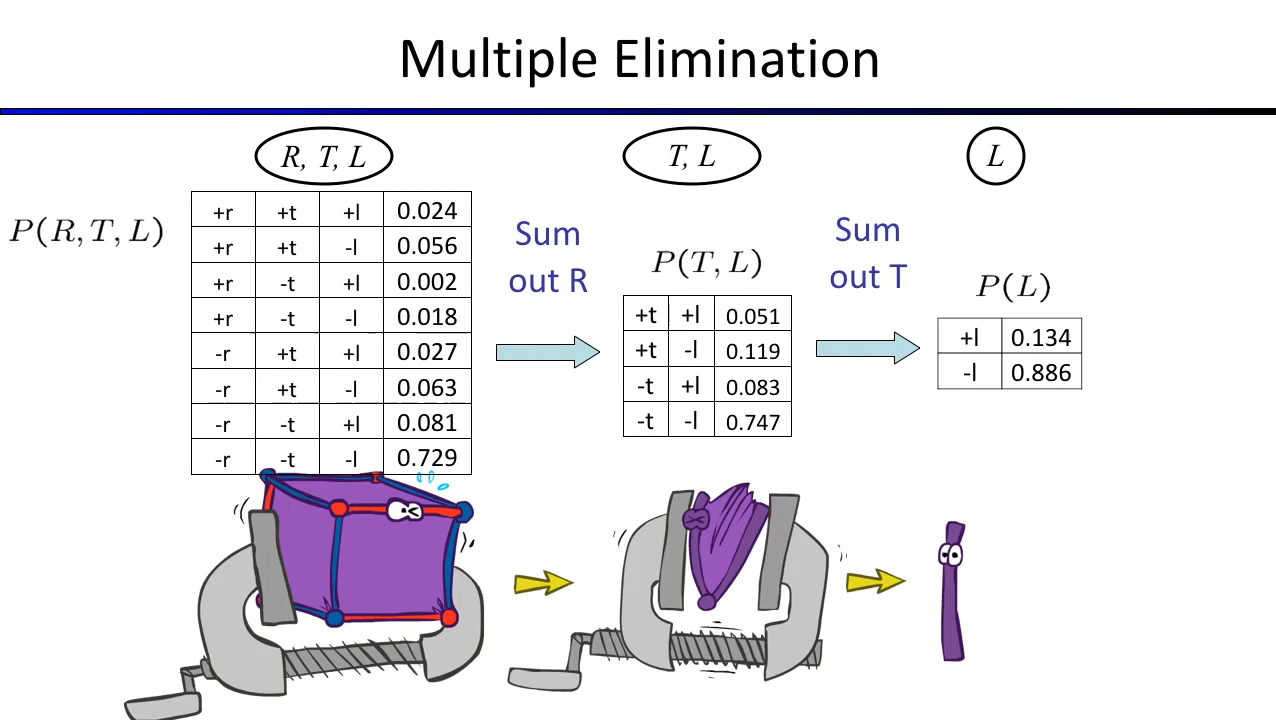 Multiple Elimination
R, T, L
P(R, T, L)
+r +t +l 0.024
+r +t -l 0.056
+r -t +l 0.002
+r -t -l 0.018
-r +t +l 0.027
-r +t -l 0.063
-r -t +l 0.081
-r -t -l 0.729
Sum
out R
T, L
P(T, L)
+t +l 0.051
+t -l 0.119
-t +l 0.083
-t -l 0.747
Sum
out T
L
P(L)
+l 0.134
-l 0.886